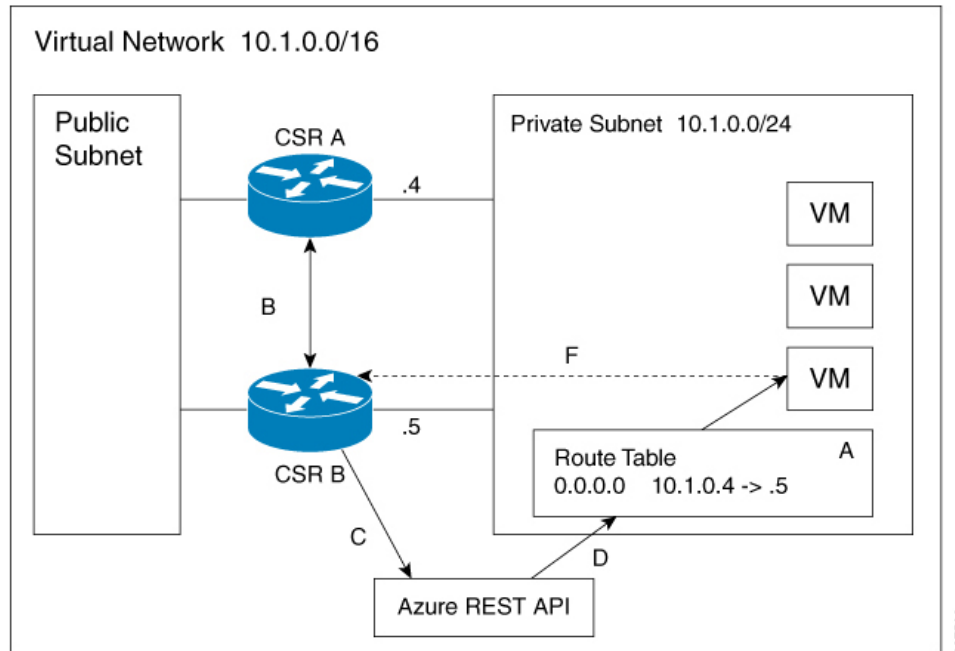 Virtual Network 10.1.0.0/16
Public
Subnet
CSR A
.4
Private Subnet 10.1.0.0/24
VM
VM
B
F
VM
.5
CSR B
Route Table
A
0.0.0.0 10.1.0.4 -> .5
C
D
Azure REST API